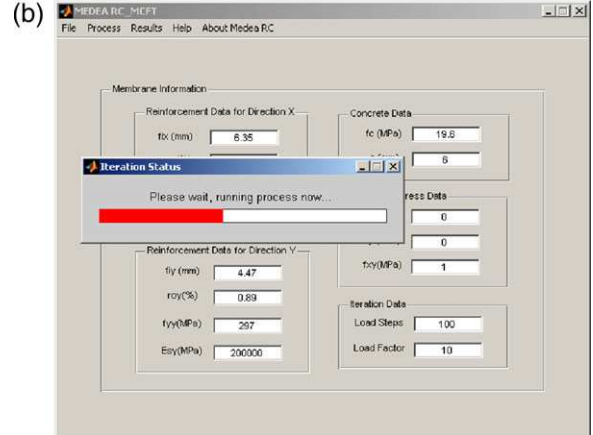 (b)
MEDEA RC_MCFT
File Process Results Help About Medea RC
Membrane Information
Reinforcement Data for Direction X
fix (mm) 6.35
Concrete Data
fc (MPa) 19.6
6
Iteration Status
Please wait, running process now...
ress Data
0
0
fxy(MPa) 1
Reinforcement Data for Direction Y
fiy (mm) 4.47
roy(%) 0.89
fyy(MPa) 297
Esy(MPa) 200000
Iteration Data
Load Steps 100
Load Factor 10